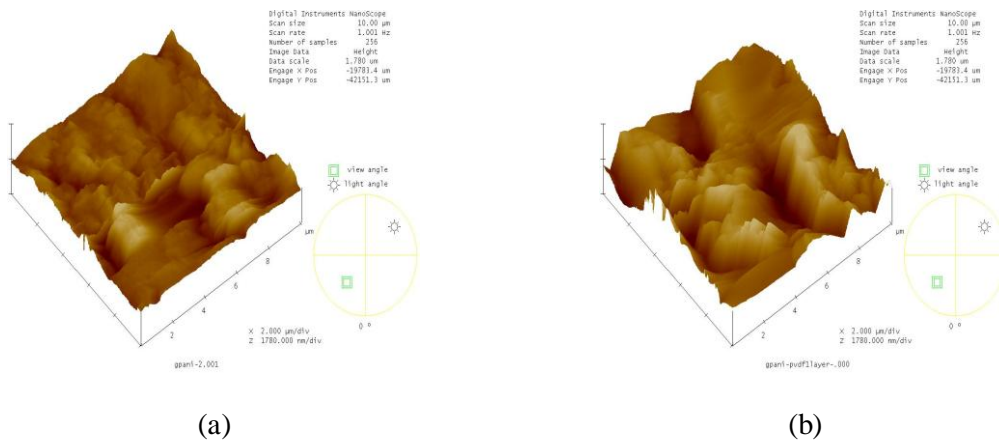 Digital Instruments NanoScope
Scan size 10.00 µm
Scan rate 1.001 Hz
Number of samples 256
Image Data Height
Data scale 1.780 um
Engage X Pos -19783.4 um
Engage Y Pos -42151.3 um
view angle
light angle
µm
8
6
4
2
0 °
X 2.000 µm/div
Z 1780.000 nm/div
gpani-2.001
(a)
Digital Instruments NanoScope
Scan size 10.00 µm
Scan rate 1.001 Hz
Number of samples 256
Image Data Height
Data scale 1.780 um
Engage X Pos -19783.4 um
Engage Y Pos -42151.3 um
view angle
light angle
µm
8
6
4
2
0 °
X 2.000 µm/div
Z 1780.000 nm/div
gpani-pvdf1layer-.000
(b)